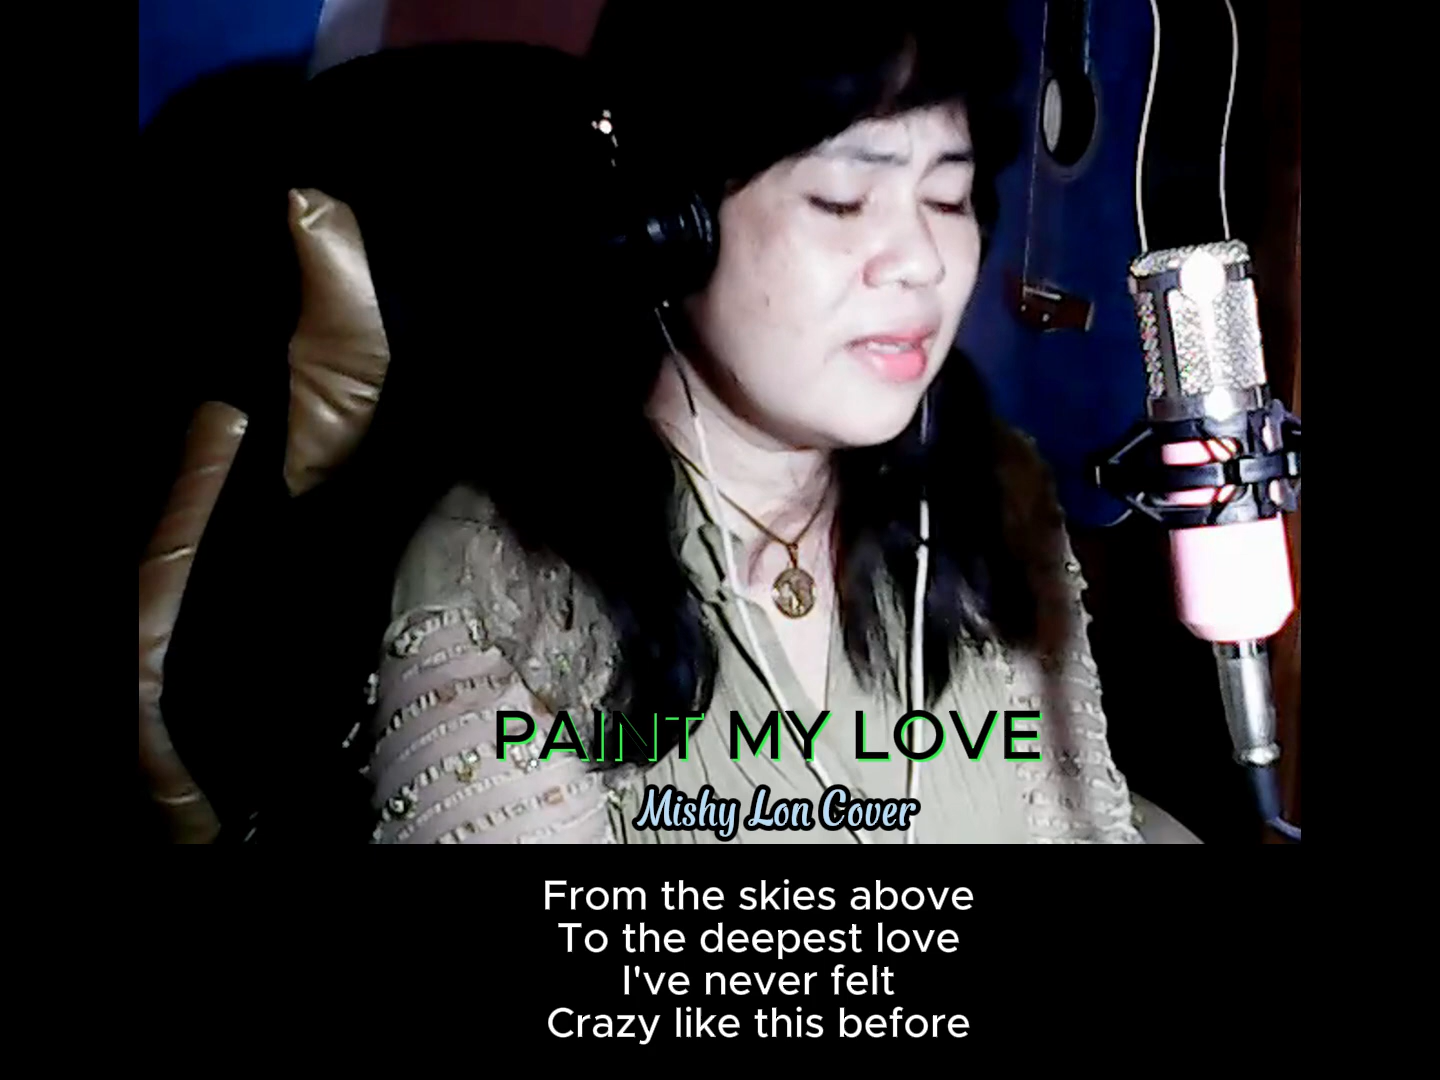 PAINT MY LOVE
Mishy Lon Cover
From the skies above
To the deepest love
I've never felt
Crazy like this before